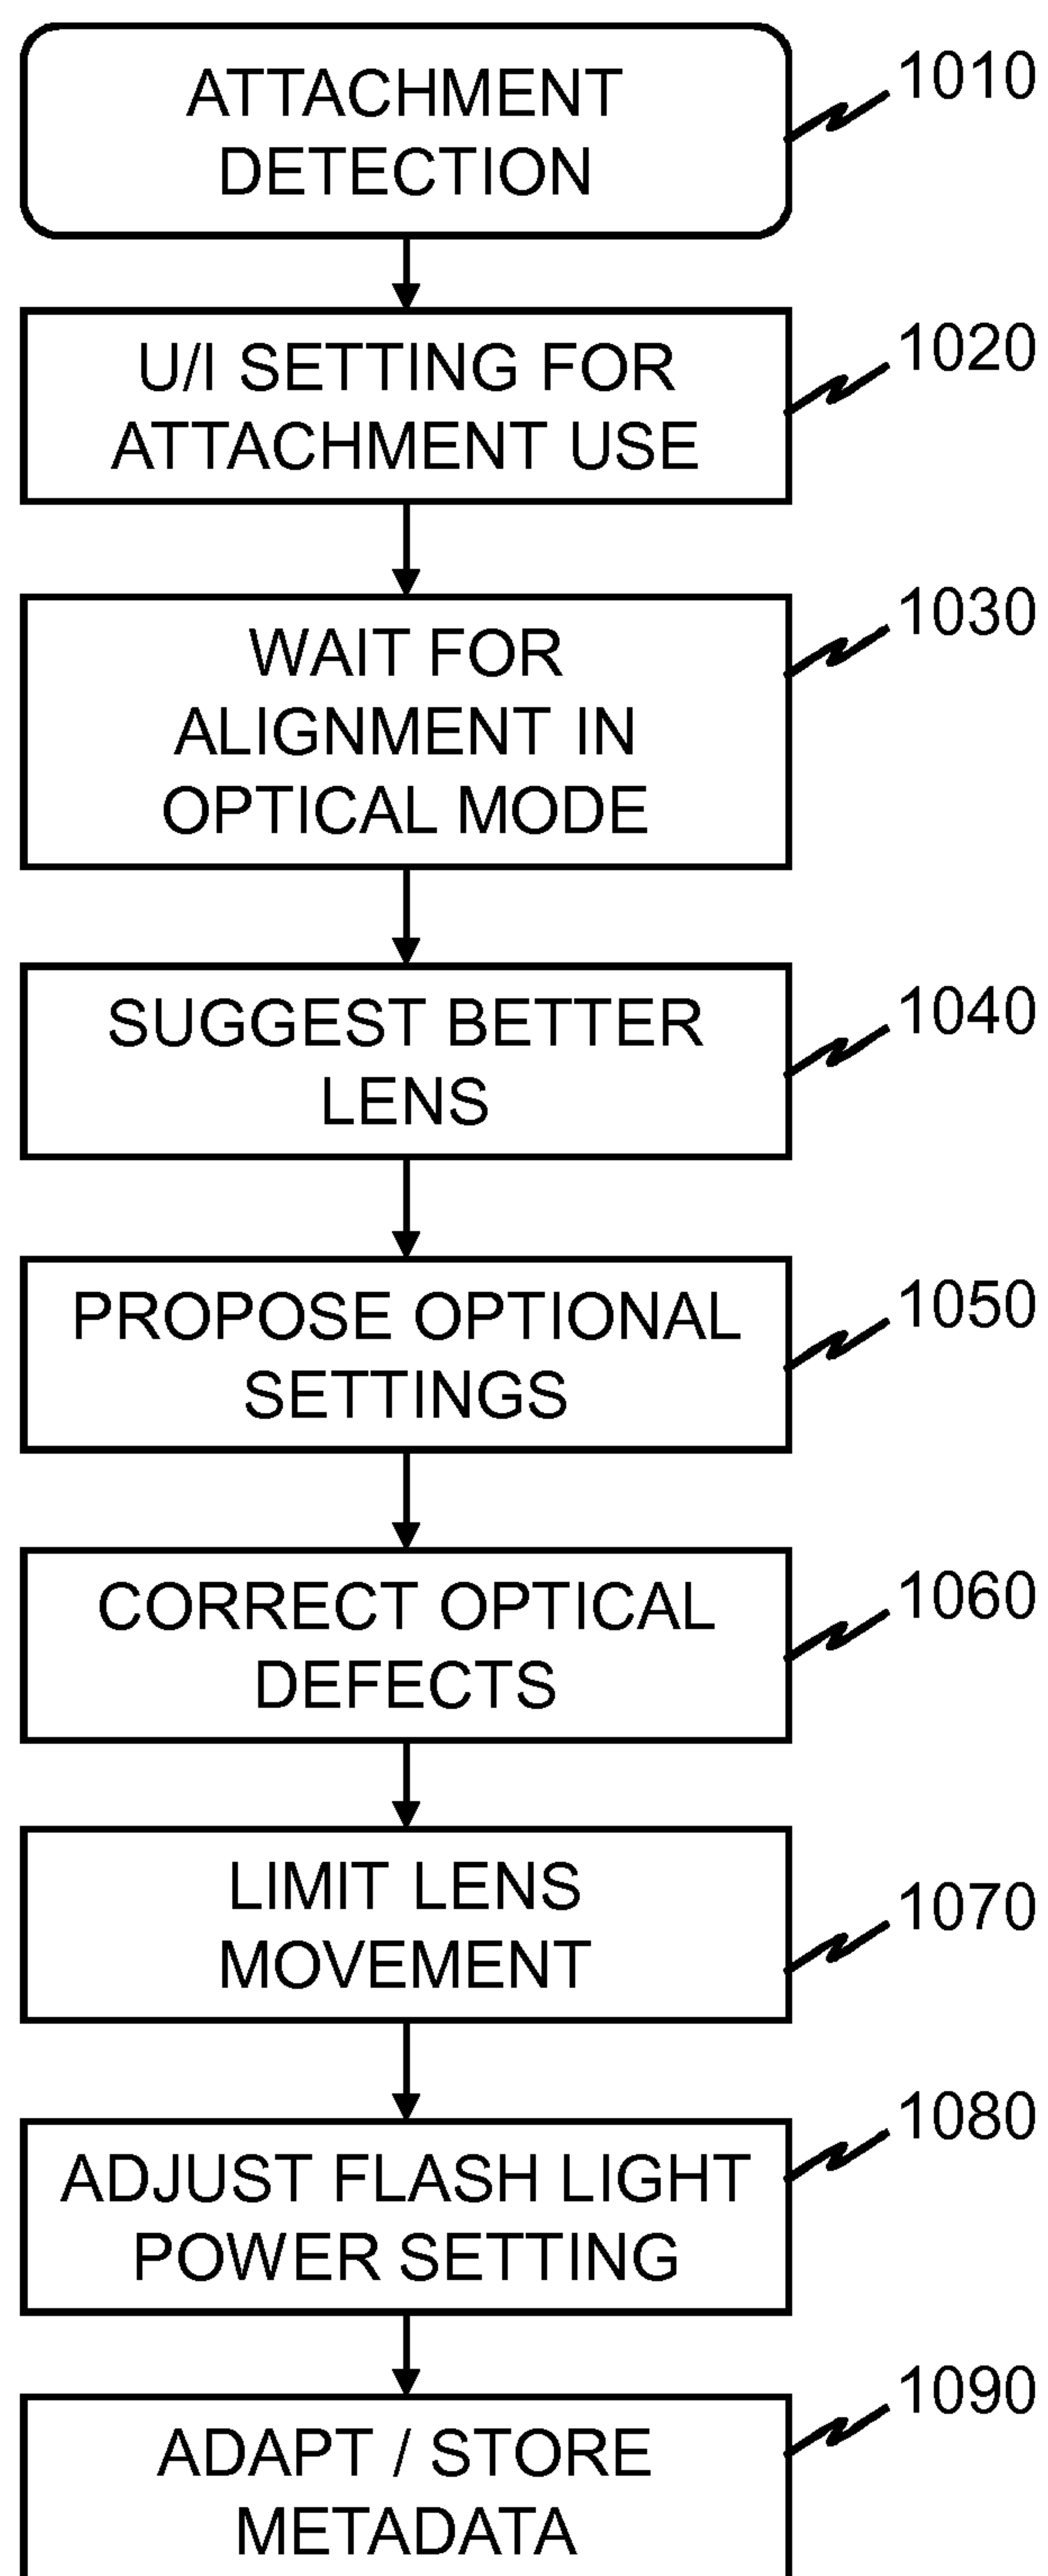 ATTACHMENT
DETECTION
1010
U/I SETTING FOR
ATTACHMENT USE
1020
WAIT FOR
ALIGNMENT IN
OPTICAL MODE
1030
SUGGEST BETTER
LENS
1040
PROPOSE OPTIONAL
SETTINGS
1050
CORRECT OPTICAL
DEFECTS
1060
LIMIT LENS
MOVEMENT
1070
ADJUST FLASH LIGHT
POWER SETTING
1080
ADAPT / STORE
METADATA
1090